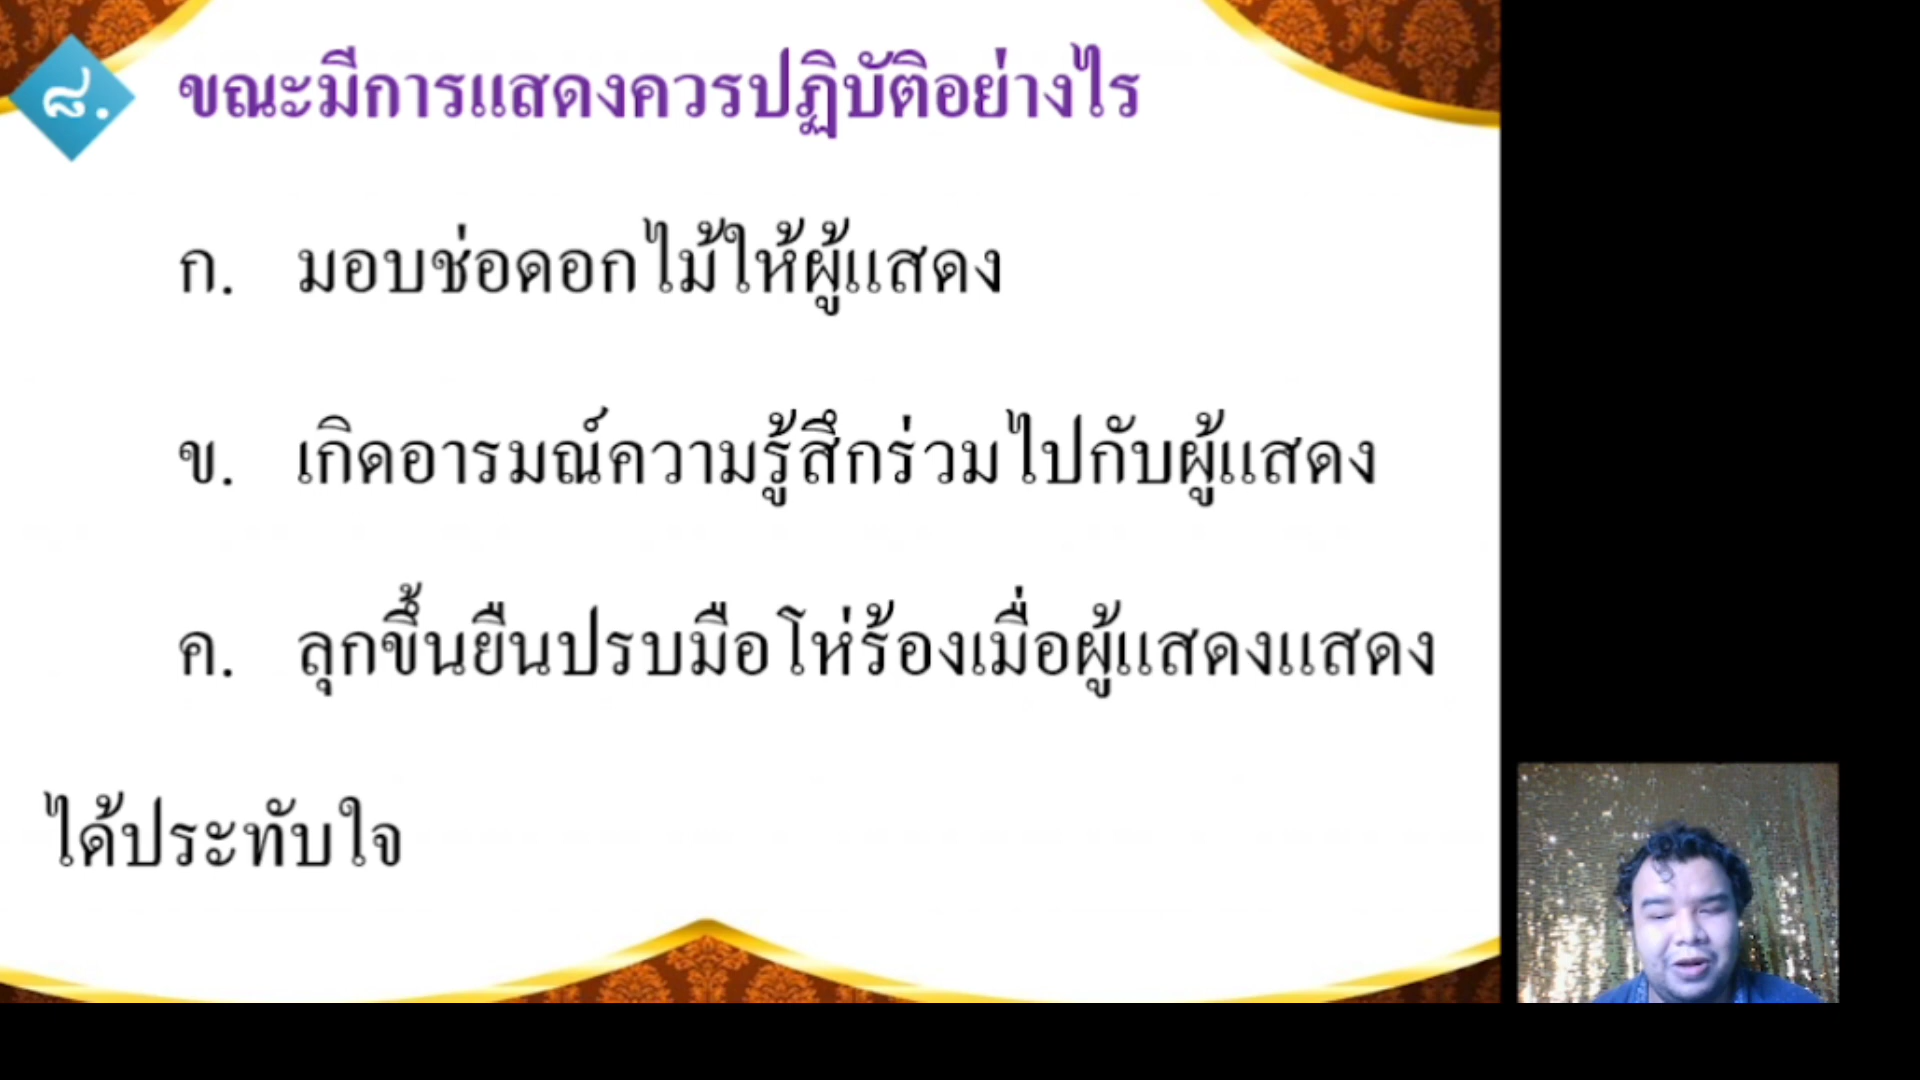 ๘. ขณะมีการแสดงควรปฏิบัติอย่างไร
ก. มอบช่อดอกไม้ให้ผู้แสดง
ข. เกิดอารมณ์ความรู้สึกร่วมไปกับผู้แสดง
ค. ลุกขึ้นยืนปรบมือโห่ร้องเมื่อผู้แสดงแสดง
ได้ประทับใจ